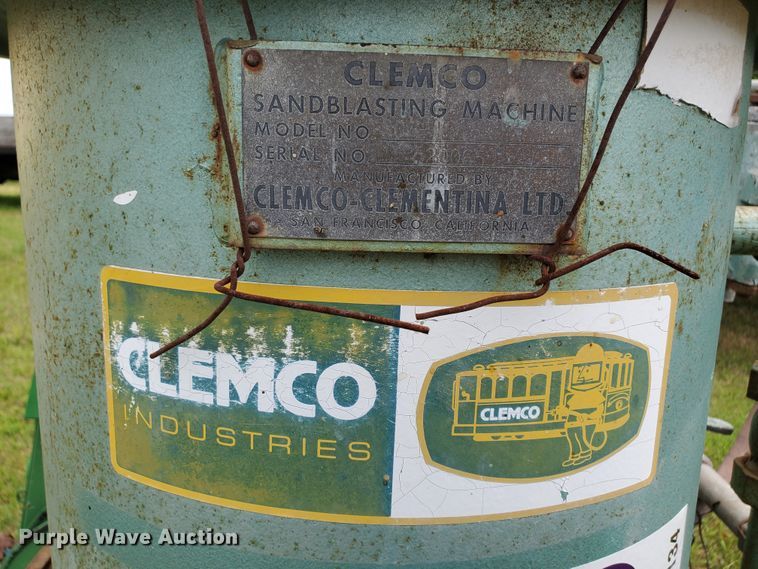 CLEMCO
SANDBLASTING MACHINE
MODEL NO
SERIAL NO
MANUFACTURED BY
CLEMCO-CLEMENTINA LTD.
SAN FRANCISCO, CALIFORNIA
CLEMCO
INDUSTRIES
CLEMCO
Purple Wave Auction